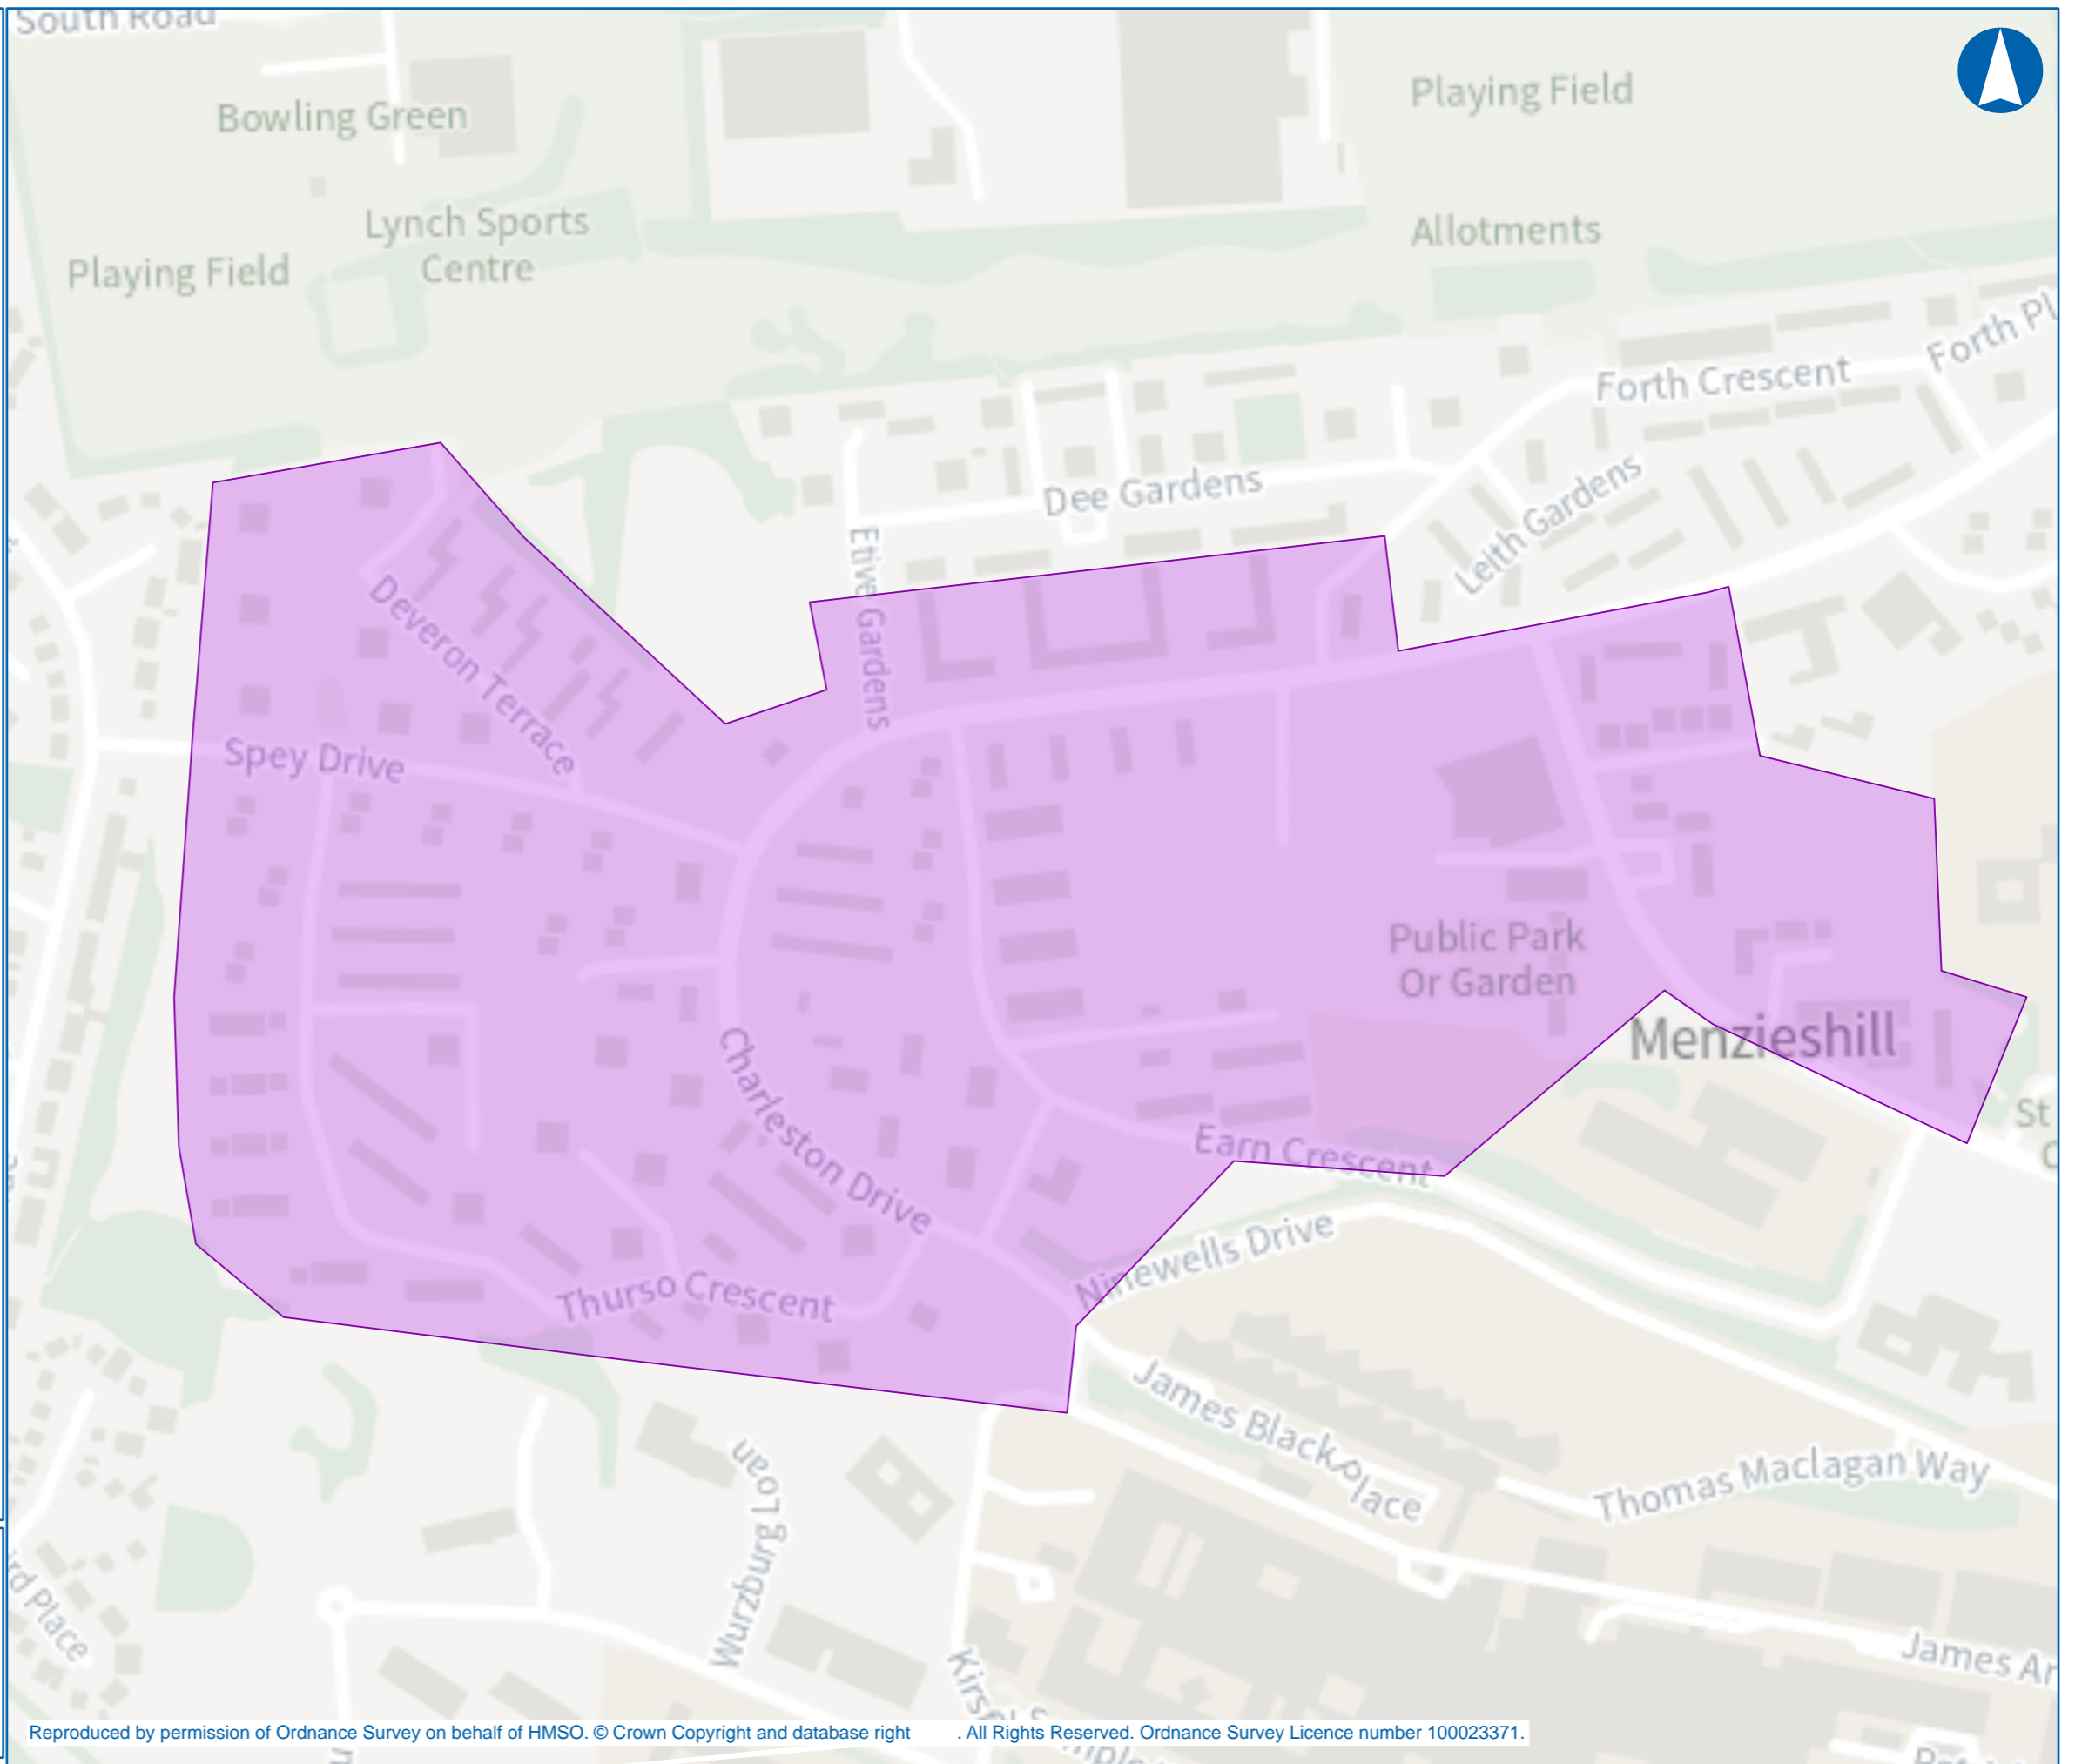 South Road
Bowling Green
Playing Field
Lynch Sports
Centre
Playing Field
Allotments
Forth Pl
Forth Crescent
Dee Gardens
Leith Gardens
Etive Gardens
Deveron Terrace
Spey Drive
Public Park
Or Garden
Menzieshill
Charleston Drive
Earn Crescent
St
Ninewells Drive
Thurso Crescent
James Black Place
Thomas Maclagan Way
Wurzburg Loan
rd Place
James Ar
Reproduced by permission of Ordnance Survey on behalf of HMSO. © Crown Copyright and database right . All Rights Reserved. Ordnance Survey Licence number 100023371.